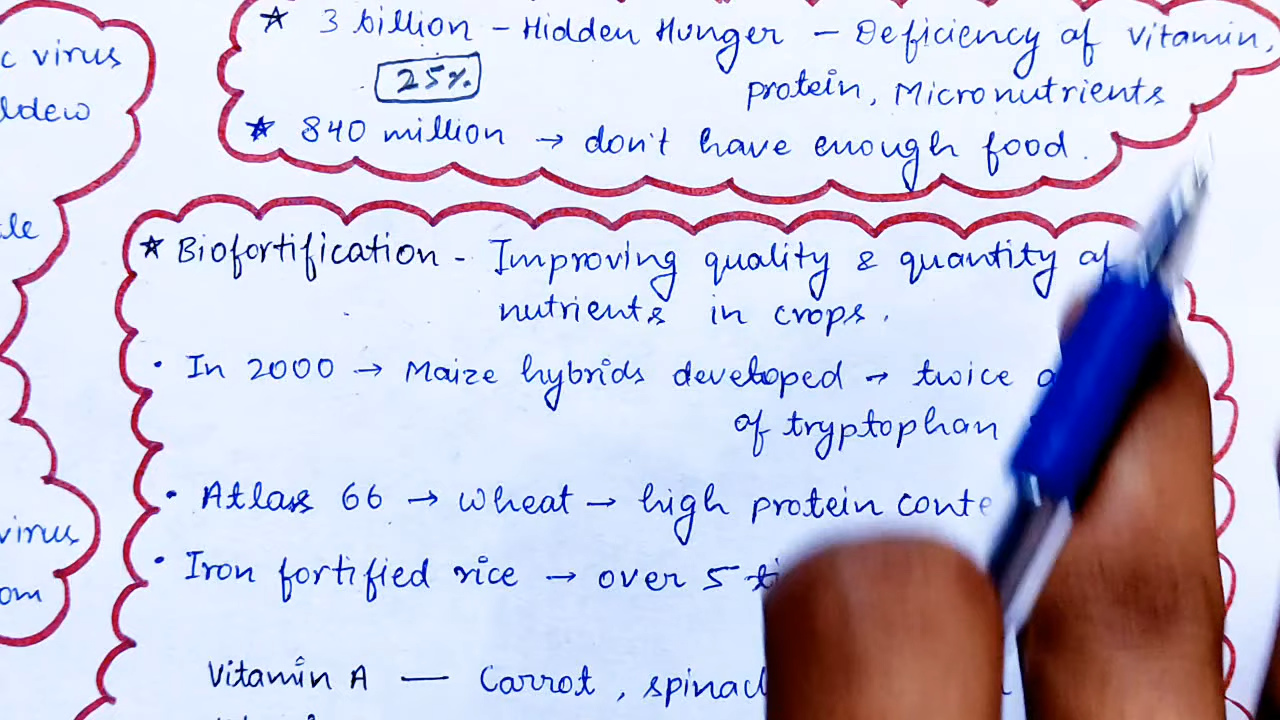 c virus
ldew
le
virus
om
★ 3 billion - Hidden Hunger - Deficiency of Vitamin,
25%
protein, Micronutrients
★ 840 million → don't have enough food.
★ Biofortification - Improving quality & quantity of
nutrients in crops.
• In 2000 → Maize hybrids developed → twice a
of tryptophan
• Atlas 66 → wheat → high protein conte
• Iron fortified rice → over 5 ti
Vitamin A — Carrot, spinac